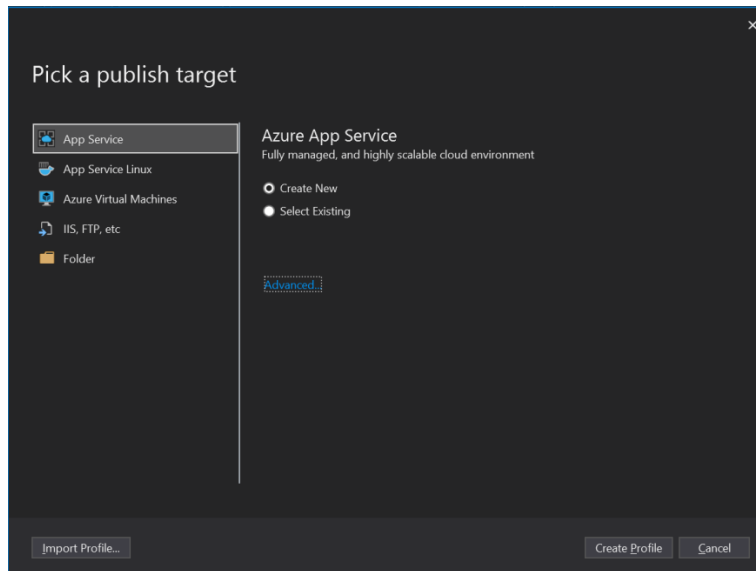 Pick a publish target
App Service
App Service Linux
Azure Virtual Machines
IIS, FTP, etc
Folder
Azure App Service
Fully managed, and highly scalable cloud environment
Create New
Select Existing
Advanced...
Import Profile...
Create Profile
Cancel